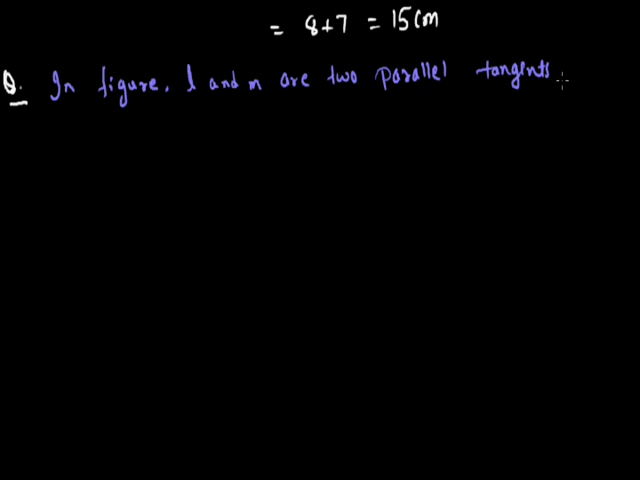 = 8+7 = 15cm
Q. In figure, l and m are two parallel tangents